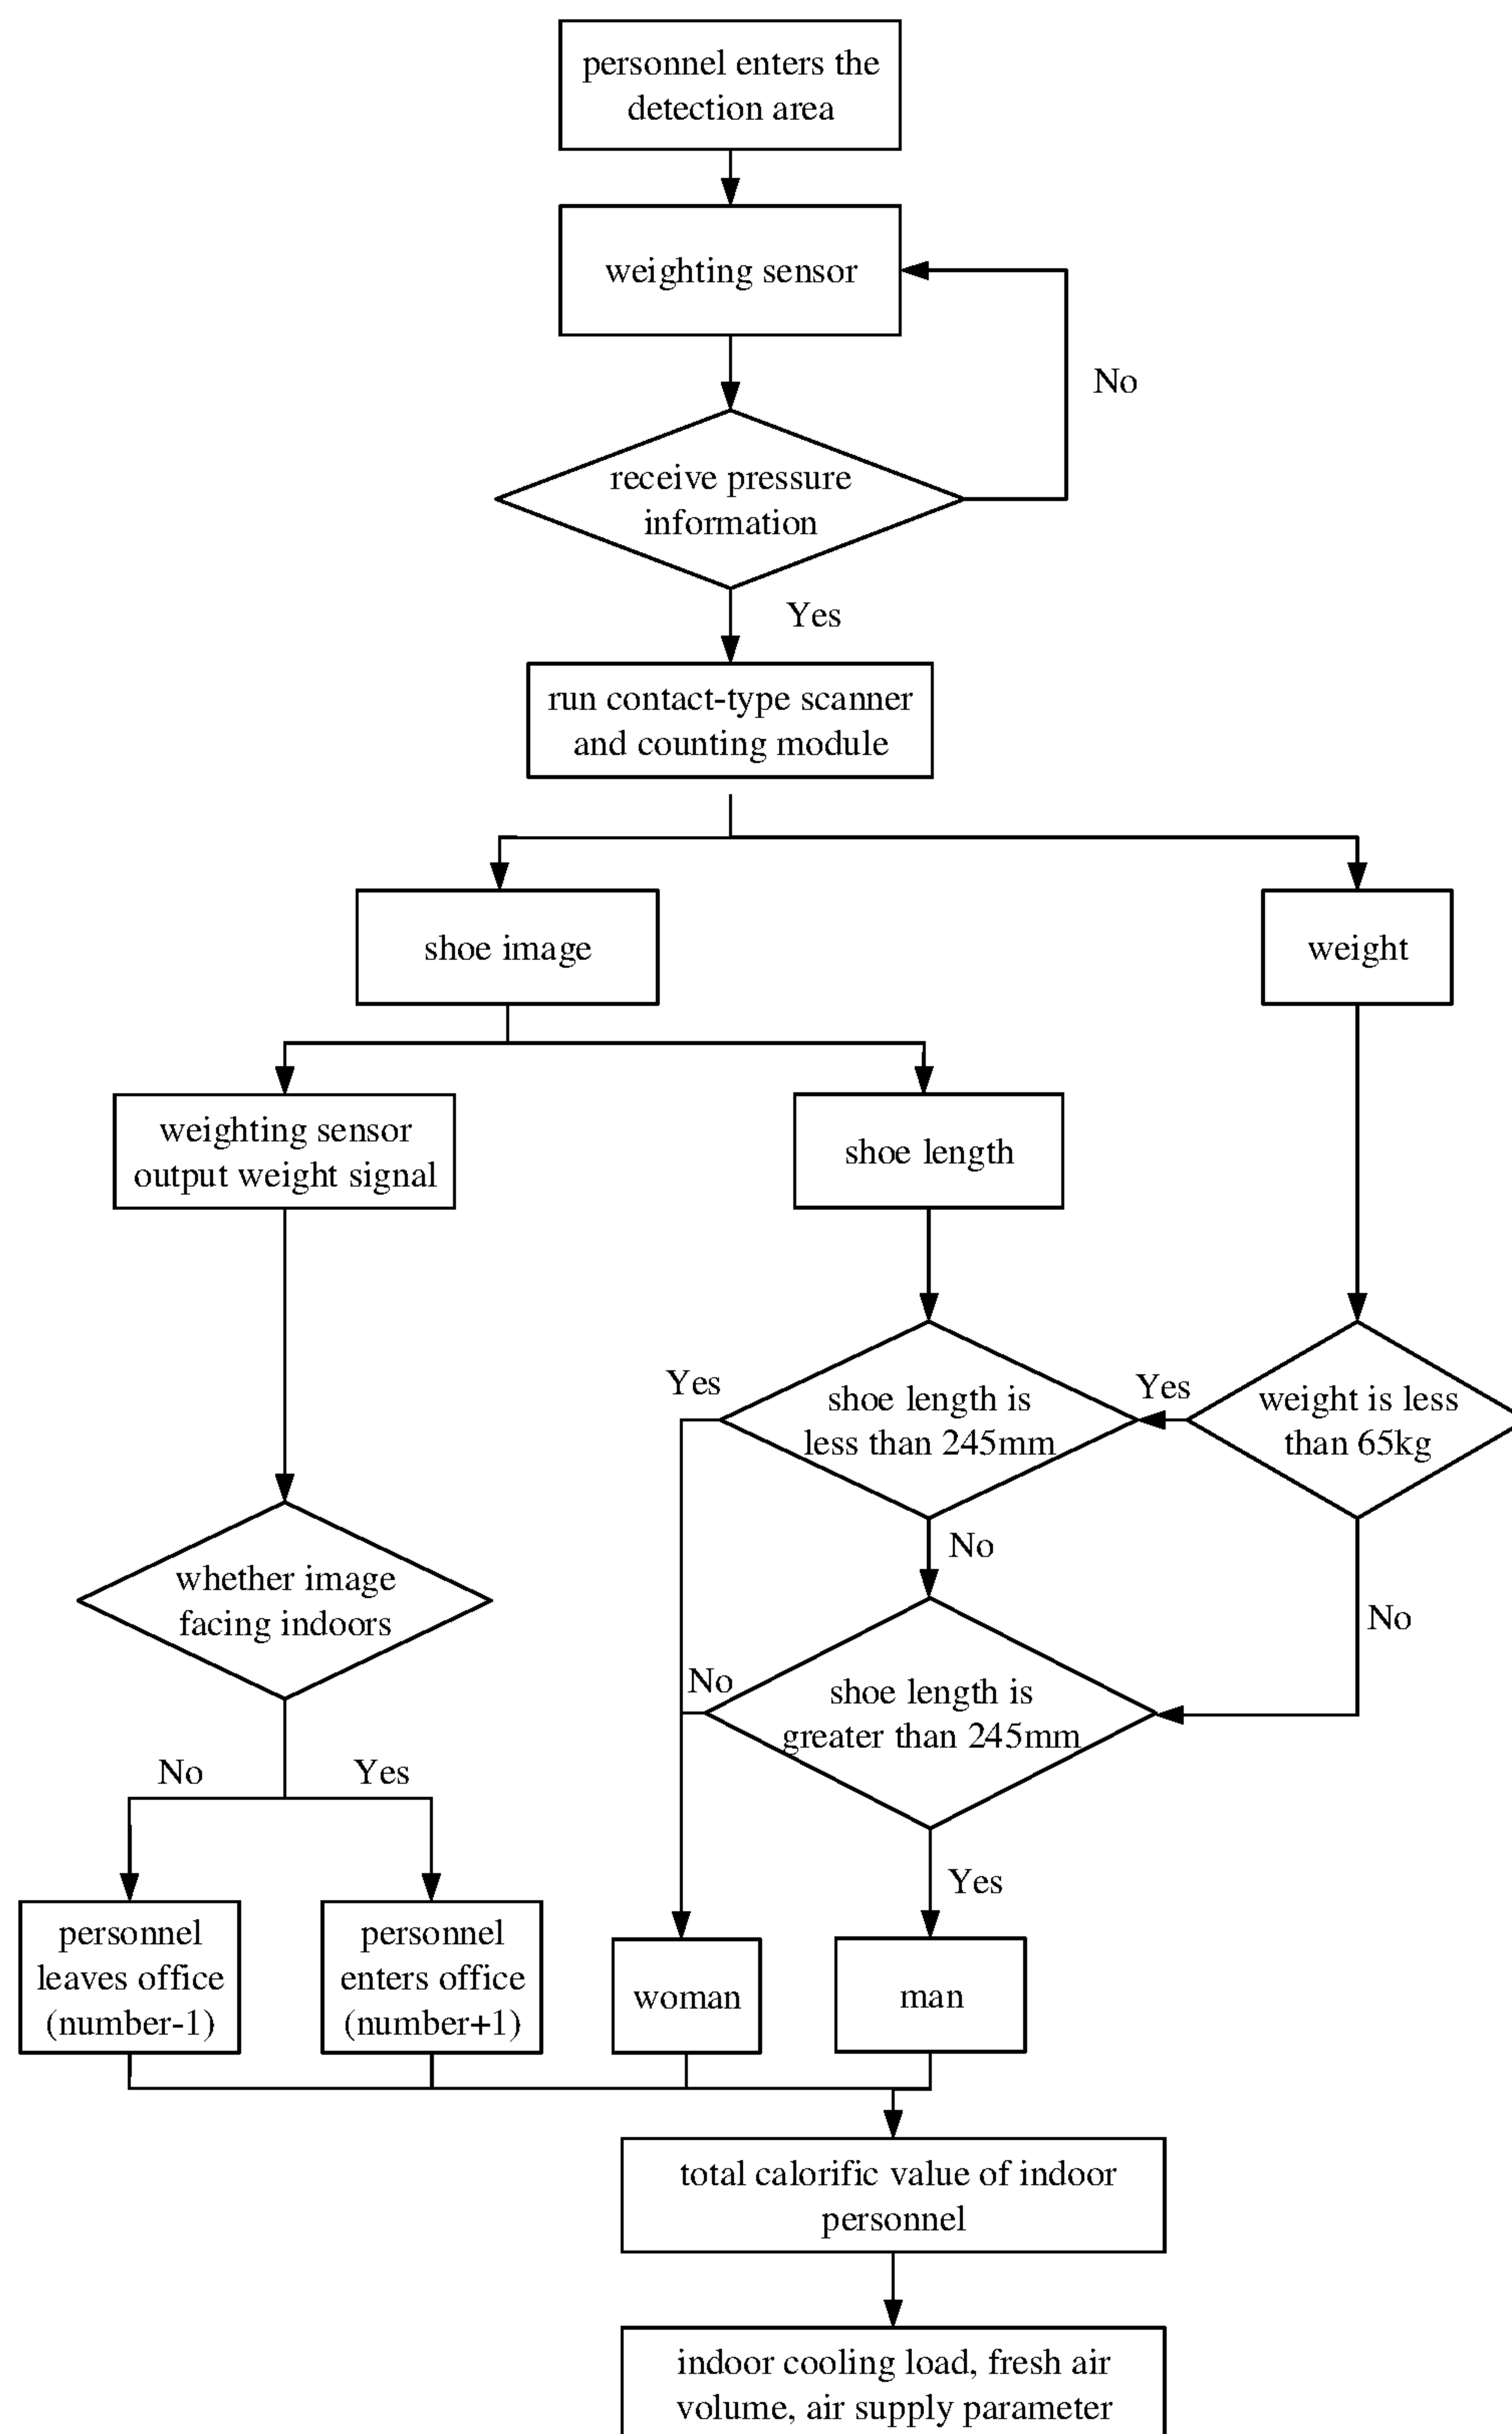 personnel enters the
detection area
weighting sensor
No
receive pressure
information
Yes
run contact-type scanner
and counting module
shoe image
weight
weighting sensor
output weight signal
shoe length
Yes
shoe length is
less than 245mm
Yes
weight is less
than 65kg
No
whether image
facing indoors
No
No
shoe length is
greater than 245mm
No
Yes
Yes
personnel
leaves office
(number-1)
personnel
enters office
(number+1)
woman
man
total calorific value of indoor
personnel
indoor cooling load, fresh air
volume, air supply parameter